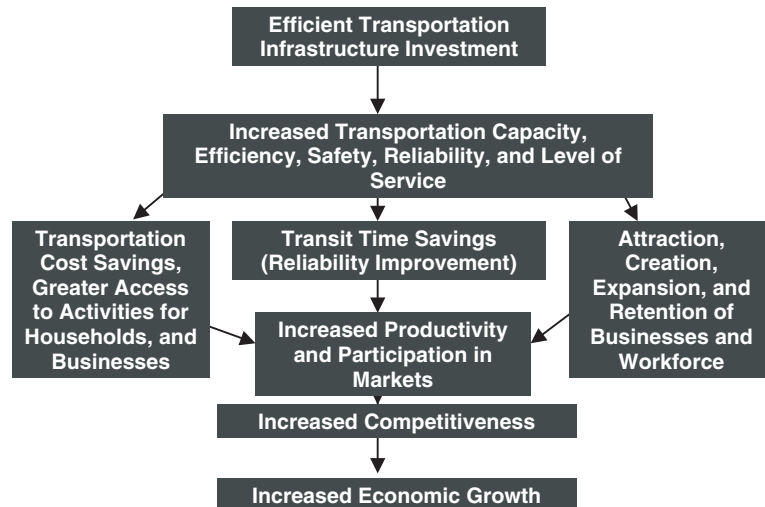 Efficient Transportation
Infrastructure Investment
Increased Transportation Capacity,
Efficiency, Safety, Reliability, and Level of
Service
Transportation
Cost Savings,
Greater Access
to Activities for
Households, and
Businesses
Transit Time Savings
(Reliability Improvement)
Attraction,
Creation,
Expansion, and
Retention of
Businesses and
Workforce
Increased Productivity
and Participation in
Markets
Increased Competitiveness
Increased Economic Growth